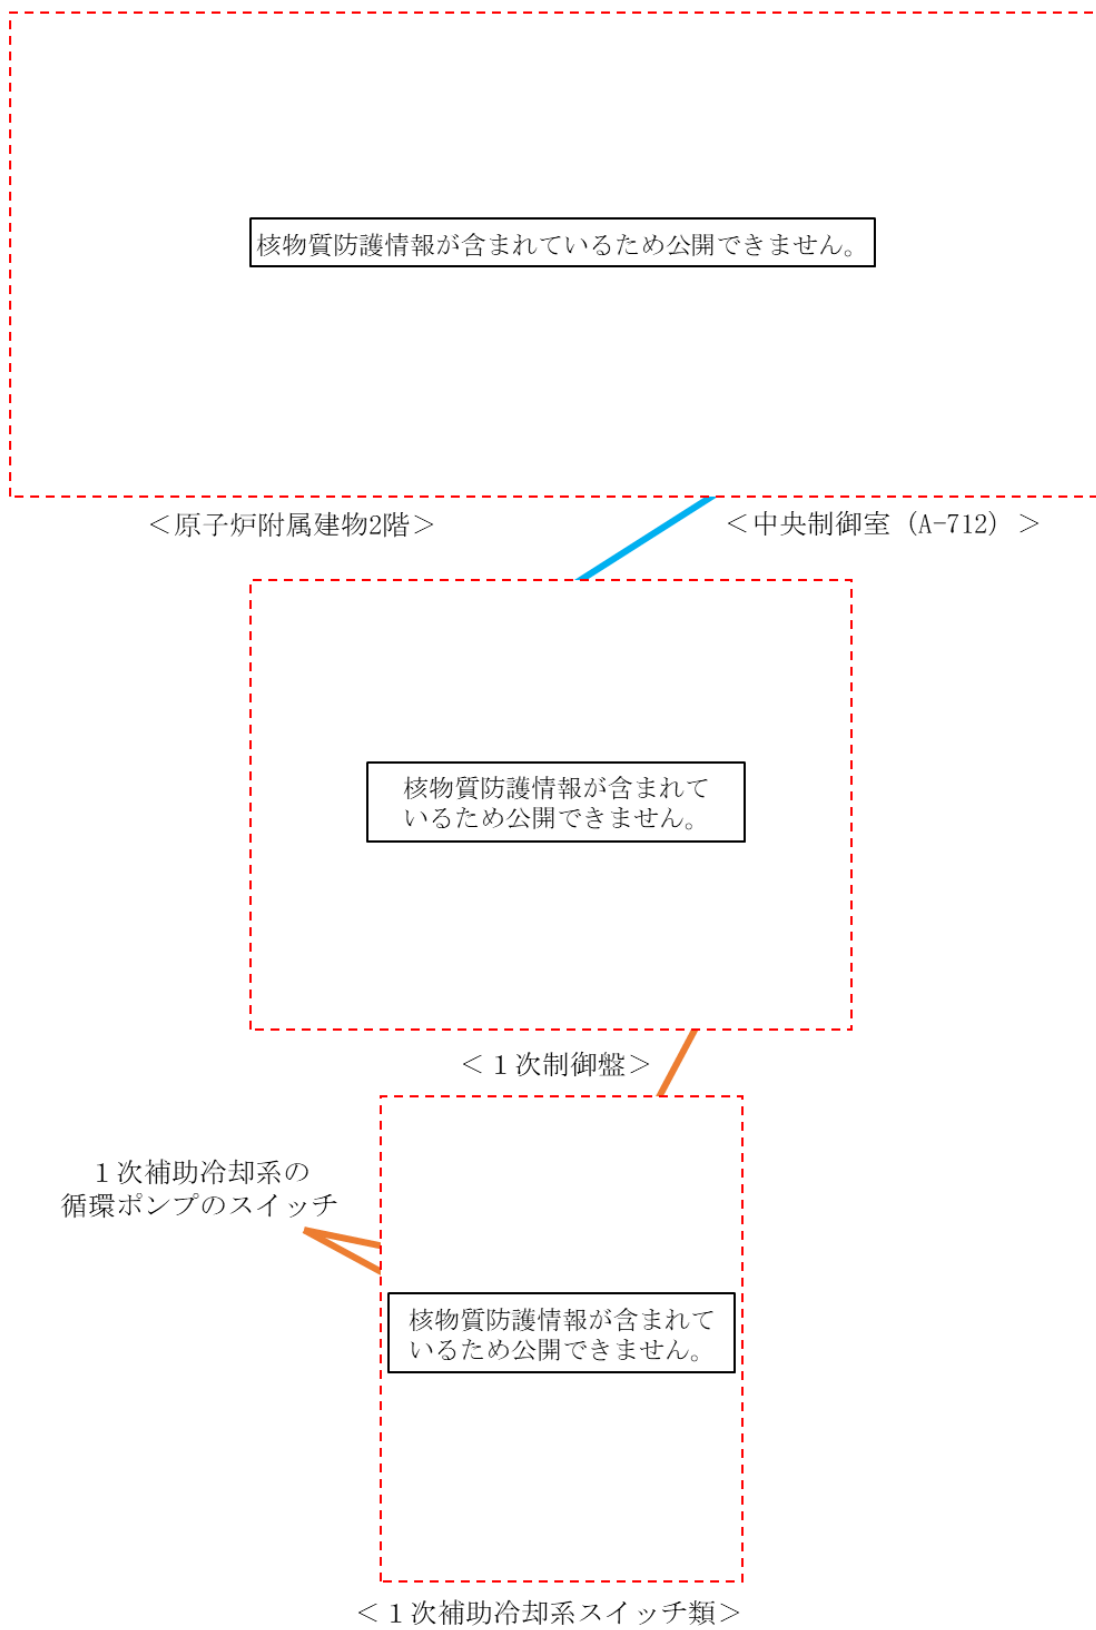 核物質防護情報が含まれているため公開できません。
＜原子炉附属建物2階＞
＜中央制御室（A-712）＞
核物質防護情報が含まれて
いるため公開できません。
＜１次制御盤＞
１次補助冷却系の
循環ポンプのスイッチ
核物質防護情報が含まれて
いるため公開できません。
＜１次補助冷却系スイッチ類＞